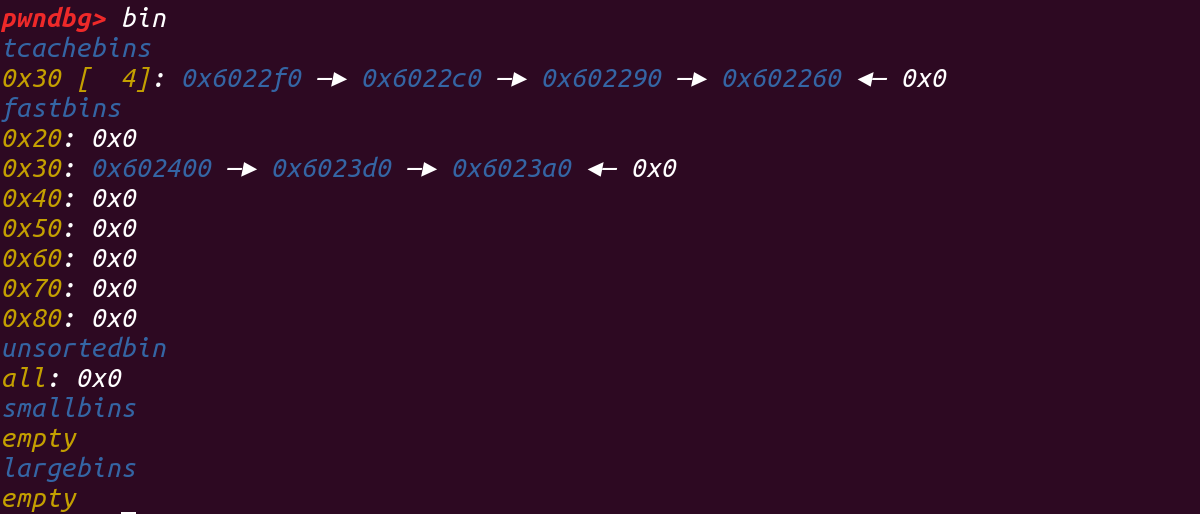 pwndbg> bin
tcachebins
0x30 [  4]: 0x6022f0 —▸ 0x6022c0 —▸ 0x602290 —▸ 0x602260 ◂— 0x0
fastbins
0x20: 0x0
0x30: 0x602400 —▸ 0x6023d0 —▸ 0x6023a0 ◂— 0x0
0x40: 0x0
0x50: 0x0
0x60: 0x0
0x70: 0x0
0x80: 0x0
unsortedbin
all: 0x0
smallbins
empty
largebins
empty